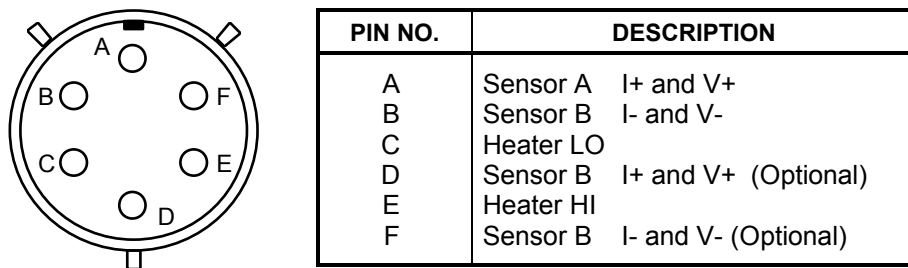 A
B
F
C
E
D
PIN NO. DESCRIPTION
A Sensor A I+ and V+
B Sensor B I- and V-
C Heater LO
D Sensor B I+ and V+ (Optional)
E Heater HI
F Sensor B I- and V- (Optional)